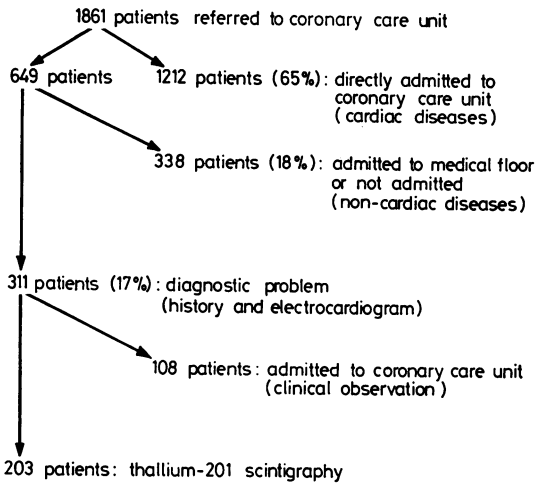 1861 patients referred to coronary care unit
649 patients
1212 patients (65%): directly admitted to
coronary care unit
(cardiac diseases)
338 patients (18%): admitted to medical floor
or not admitted
(non-cardiac diseases)
311 patients (17%): diagnostic problem
(history and electrocardiogram)
108 patients: admitted to coronary care unit
(clinical observation)
203 patients: thallium-201 scintigraphy